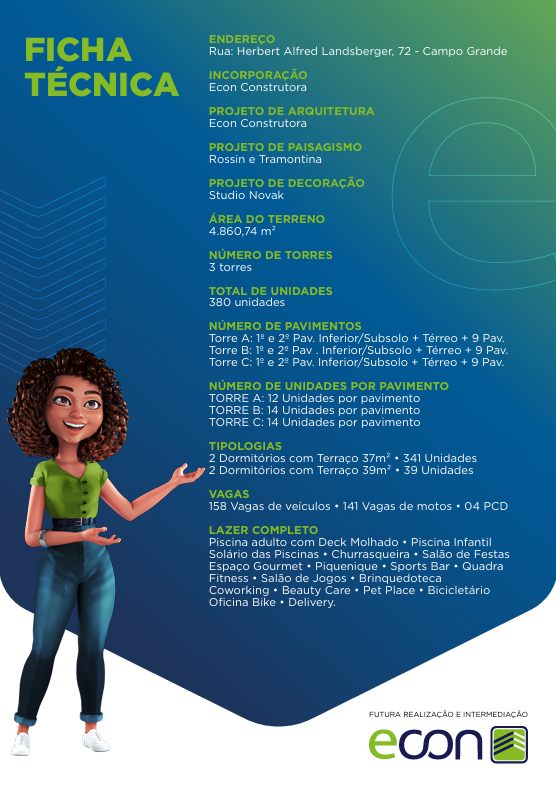 FICHA
TÉCNICA
ENDEREÇO
Rua: Herbert Alfred Landsberger, 72 - Campo Grande
INCORPORAÇÃO
Econ Construtora
PROJETO DE ARQUITETURA
Econ Construtora
PROJETO DE PAISAGISMO
Rossin e Tramontina
PROJETO DE DECORAÇÃO
Studio Novak
ÁREA DO TERRENO
4.860,74 m²
NÚMERO DE TORRES
3 torres
TOTAL DE UNIDADES
380 unidades
NÚMERO DE PAVIMENTOS
Torre A: 1º e 2º Pav. Inferior/Subsolo + Térreo + 9 Pav.
Torre B: 1º e 2º Pav . Inferior/Subsolo + Térreo + 9 Pav.
Torre C: 1º e 2º Pav. Inferior/Subsolo + Térreo + 9 Pav.
NÚMERO DE UNIDADES POR PAVIMENTO
TORRE A: 12 Unidades por pavimento
TORRE B: 14 Unidades por pavimento
TORRE C: 14 Unidades por pavimento
TIPOLOGIAS
2 Dormitórios com Terraço 37m² • 341 Unidades
2 Dormitórios com Terraço 39m² • 39 Unidades
VAGAS
158 Vagas de veículos • 141 Vagas de motos • 04 PCD
LAZER COMPLETO
Piscina adulto com Deck Molhado • Piscina Infantil
Solário das Piscinas • Churrasqueira • Salão de Festas
Espaço Gourmet • Piquenique • Sports Bar • Quadra
Fitness • Salão de Jogos • Brinquedoteca
Coworking • Beauty Care • Pet Place • Bicicletário
Oficina Bike • Delivery.
FUTURA REALIZAÇÃO E INTERMEDIAÇÃO
econ